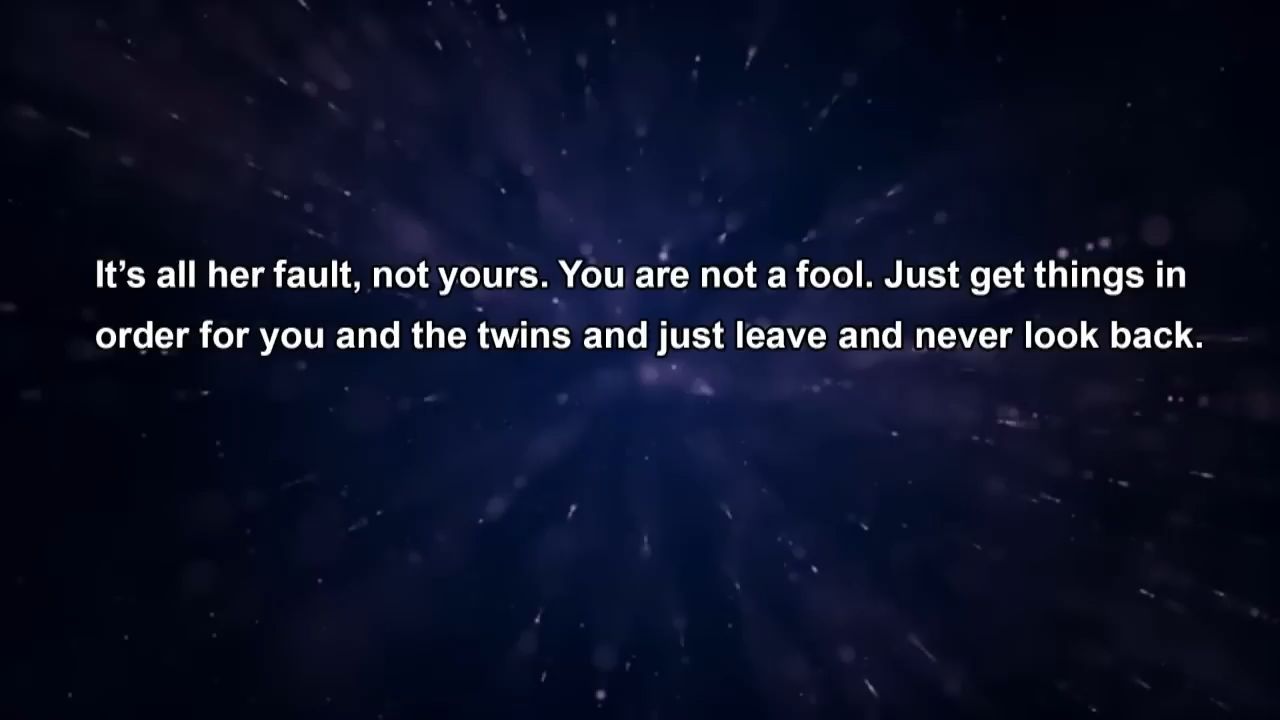 It’s all her fault, not yours. You are not a fool. Just get things in
order for you and the twins and just leave and never look back.